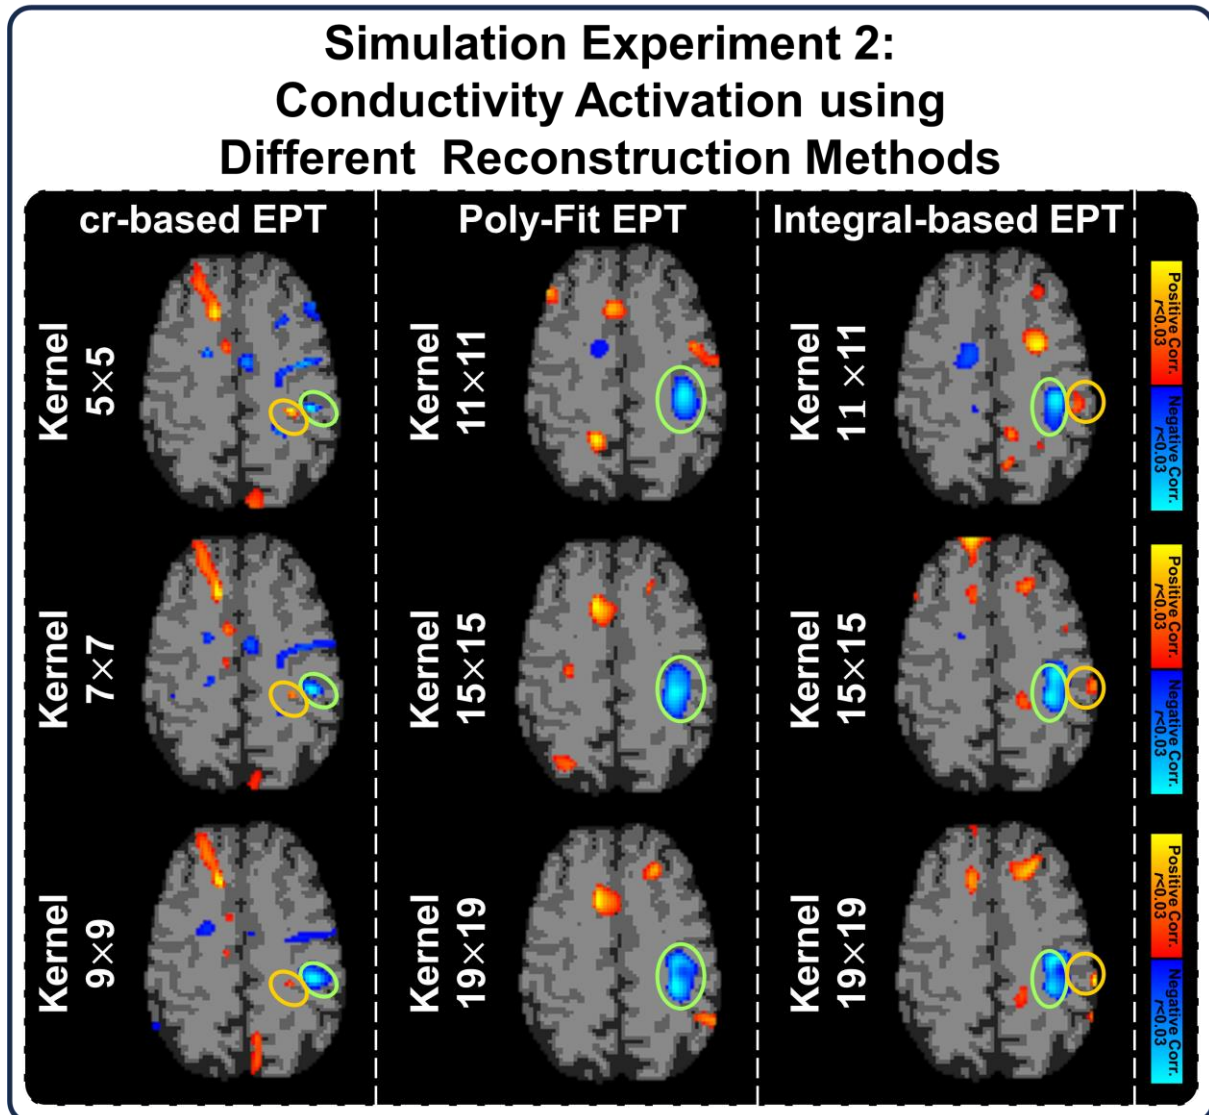 Simulation Experiment 2:
Conductivity Activation using
Different Reconstruction Methods
cr-based EPT
Poly-Fit EPT
Integral-based EPT
Kernel
5×5
Kernel
11×11
Kernel
11×11
Positive Corr.
r<0.03
Negative Corr.
r<0.03
Kernel
7×7
Kernel
15×15
Kernel
15×15
Positive Corr.
r<0.03
Negative Corr.
r<0.03
Kernel
9×9
Kernel
19×19
Kernel
19×19
Positive Corr.
r<0.03
Negative Corr.
r<0.03